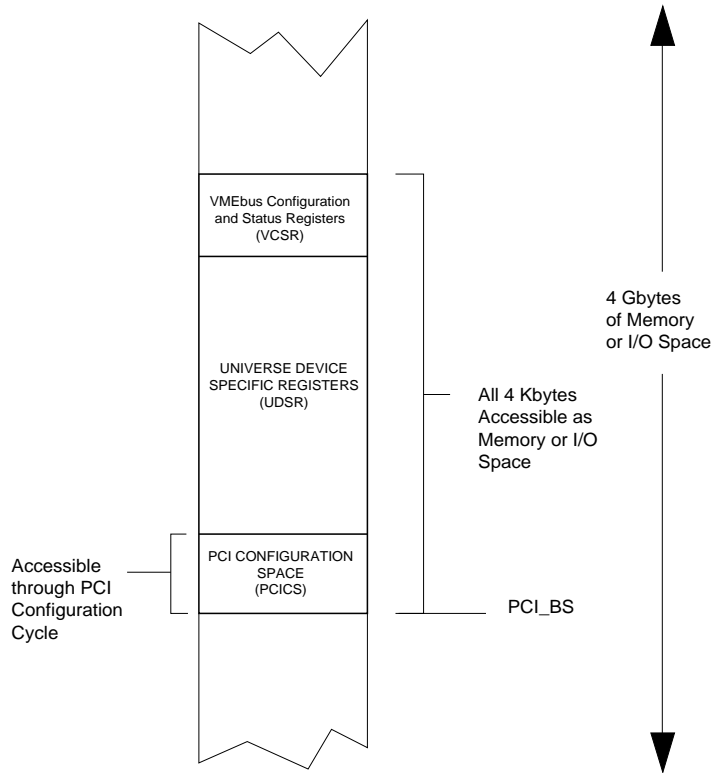 VMEbus Configuration
and Status Registers
(VCSR)
4 Gbytes
of Memory
or I/O Space
UNIVERSE DEVICE
SPECIFIC REGISTERS
(UDSR)
All 4 Kbytes
Accessible as
Memory or I/O
Space
PCI CONFIGURATION
SPACE
(PCICS)
Accessible
through PCI
Configuration
Cycle
PCI_BS